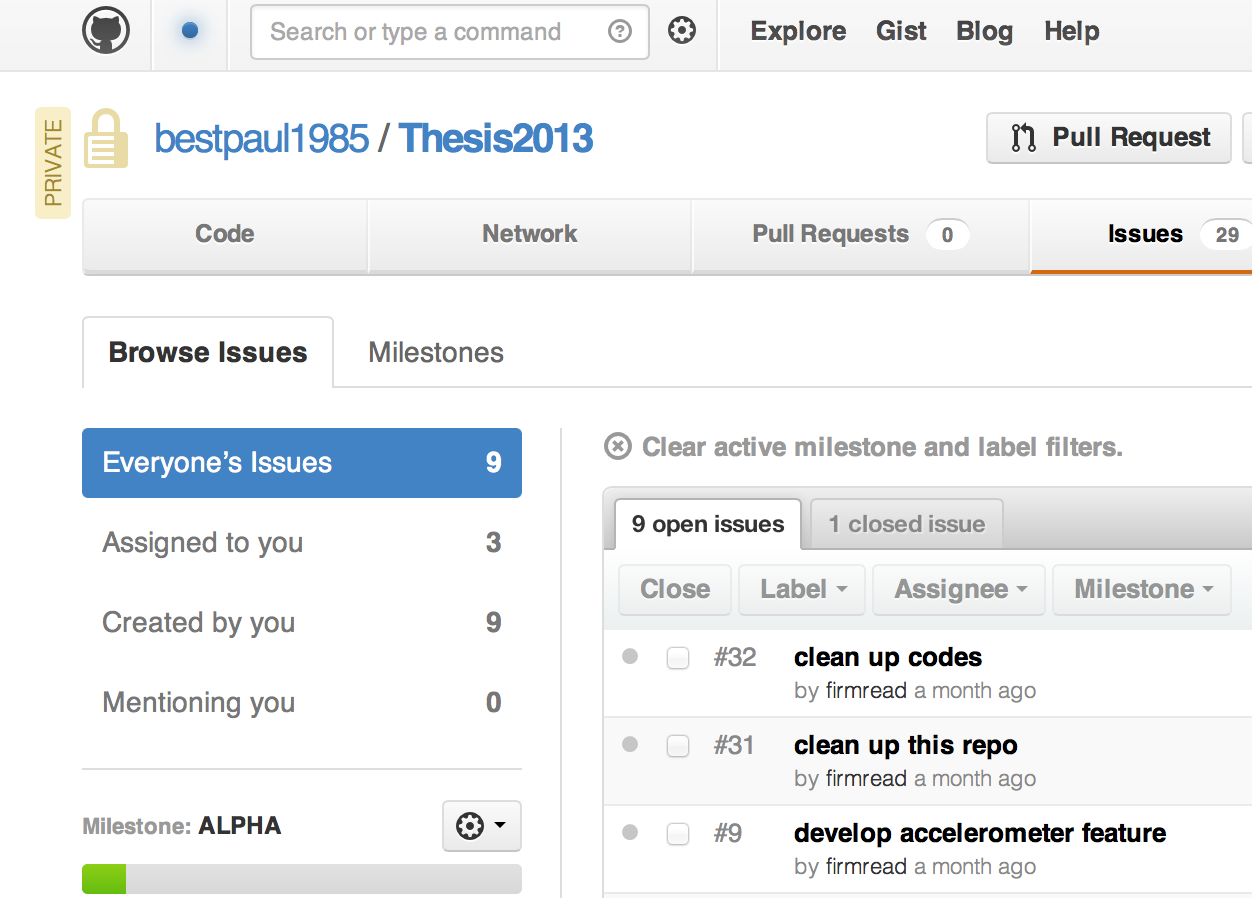 Search or type a command
Explore Gist Blog Help
PRIVATE
bestpaul1985 / Thesis2013
Pull Request
Code Network Pull Requests 0 Issues 29
Browse Issues Milestones
Everyone's Issues 9
Assigned to you 3
Created by you 9
Mentioning you 0
Milestone: ALPHA
Clear active milestone and label filters.
9 open issues 1 closed issue
Close Label Assignee Milestone
#32 clean up codes
by firmread a month ago
#31 clean up this repo
by firmread a month ago
#9 develop accelerometer feature
by firmread a month ago